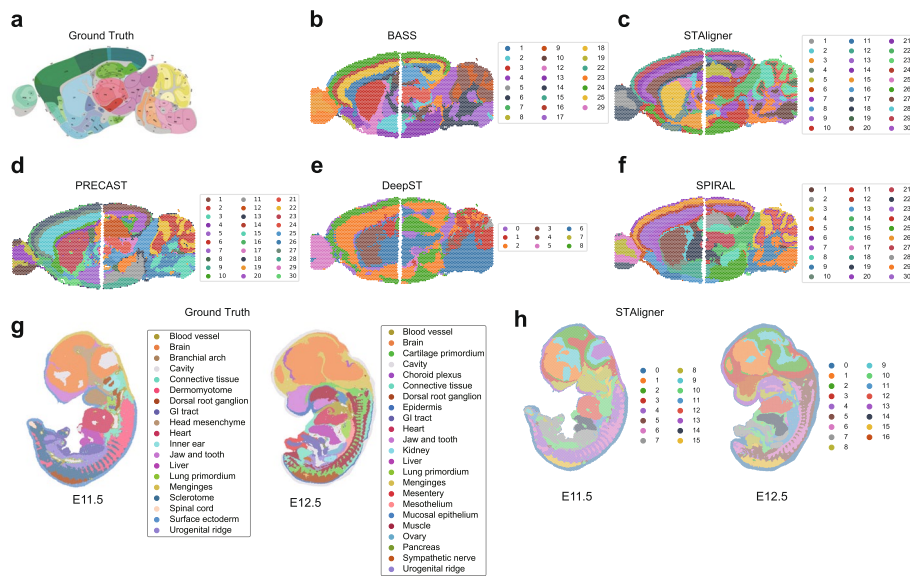 a
Ground Truth
b
BASS
1 9 18
2 10 19
3 12 20
4 13 22
5 14 23
6 15 24
7 16 25
8 17 29
c
STAligner
1 11 21
2 12 22
3 13 23
4 14 24
5 15 25
6 16 26
7 17 27
8 18 28
9 19 29
10 20 30
d
PRECAST
1 11 21
2 12 22
3 13 23
4 14 24
5 15 25
6 16 26
7 17 27
8 18 28
9 19 29
10 20 30
e
DeepST
0 3 6
1 4 7
2 5 8
f
SPIRAL
1 11 21
2 12 22
3 13 23
4 14 24
5 15 25
6 16 26
7 17 27
8 18 28
9 19 29
10 20 30
g
Ground Truth
E11.5
Blood vessel
Brain
Branchial arch
Cavity
Connective tissue
Dermomyotome
Dorsal root ganglion
GI tract
Head mesenchyme
Heart
Inner ear
Jaw and tooth
Liver
Lung primordium
Menginges
Sclerotome
Spinal cord
Surface ectoderm
Urogenital ridge
E12.5
Blood vessel
Brain
Cartilage primordium
Cavity
Choroid plexus
Connective tissue
Dorsal root ganglion
Epidermis
GI tract
Heart
Jaw and tooth
Kidney
Liver
Lung primordium
Menginges
Mesentery
Mesothelium
Mucosal epithelium
Muscle
Ovary
Pancreas
Sympathetic nerve
Urogenital ridge
h
STAligner
E11.5
0 8
1 9
2 10
3 11
4 12
5 13
6 14
7 15
E12.5
0 9
1 10
2 11
3 12
4 13
5 14
6 15
7 16
8